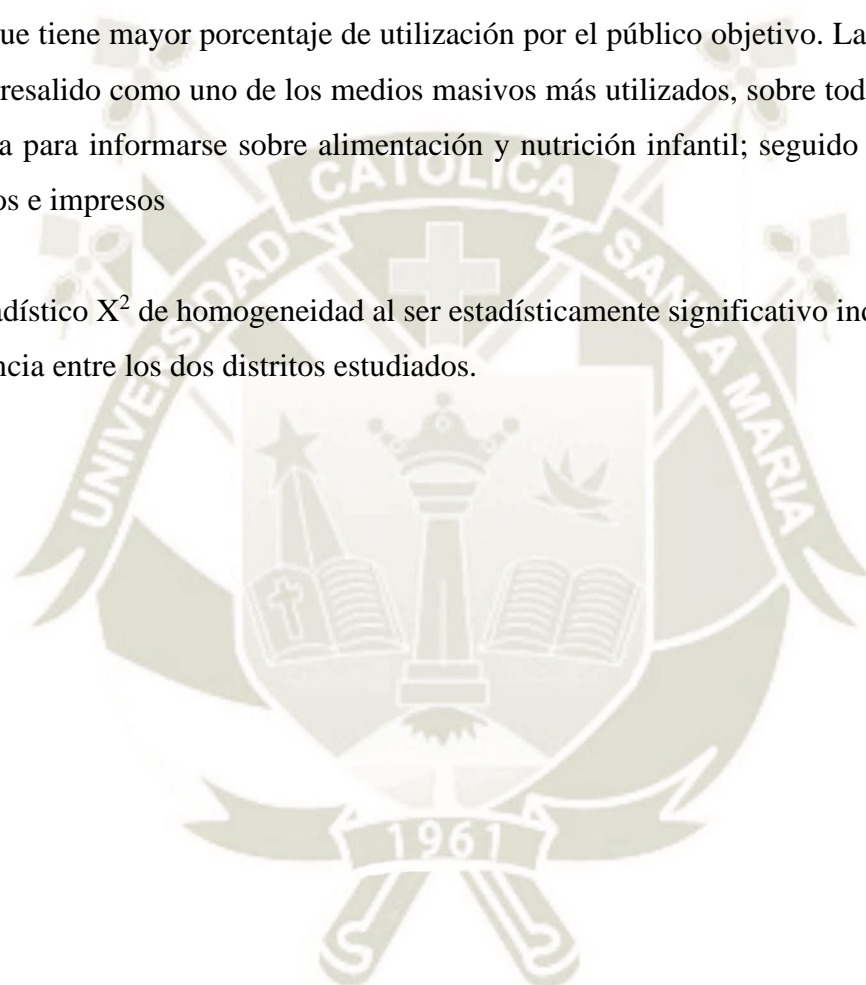 ue tiene mayor porcentaje de utilización por el público objetivo. La
resalido como uno de los medios masivos más utilizados, sobre tod
a para informarse sobre alimentación y nutrición infantil; seguido
os e impresos
adístico X² de homogeneidad al ser estadísticamente significativo ind
ncia entre los dos distritos estudiados.
UNIVERSIDAD CATOLICA SANTA MARIA
1961